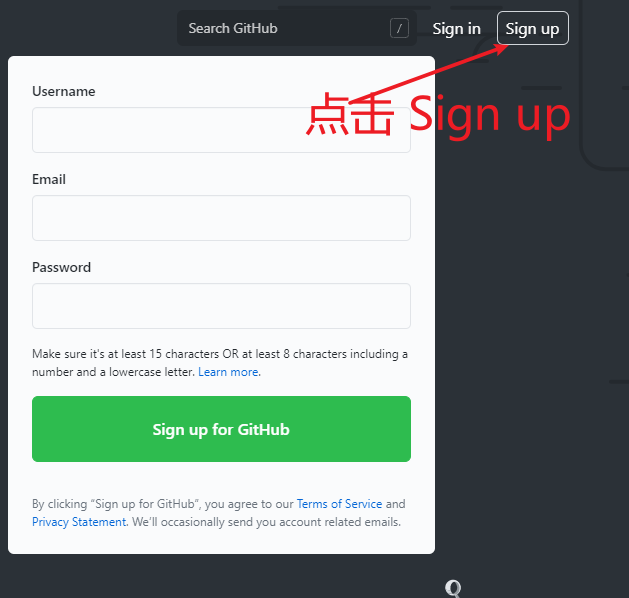 Search GitHub / Sign in Sign up
点击 Sign up
Username
Email
Password
Make sure it's at least 15 characters OR at least 8 characters including a
number and a lowercase letter. Learn more.
Sign up for GitHub
By clicking “Sign up for GitHub”, you agree to our Terms of Service and
Privacy Statement. We’ll occasionally send you account related emails.